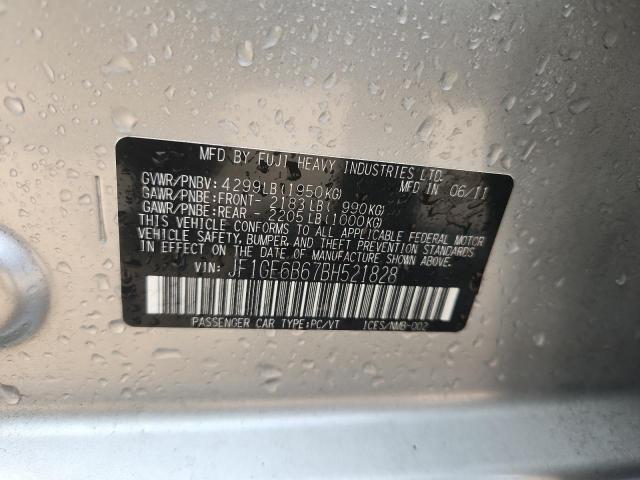 MFD BY FUJI HEAVY INDUSTRIES LTD.
GVWR/PNBV: 4299LB(1950KG) MFD IN 06/11
GAWR/PNBE:FRONT- 2183LB( 990KG)
GAWR/PNBE:REAR - 2205LB(1000KG)
THIS VEHICLE CONFORMS TO ALL APPLICABLE FEDERAL MOTOR
VEHICLE SAFETY, BUMPER, AND THEFT PREVENTION STANDARDS
IN EFFECT ON THE DATE OF MANUFACTURE SHOWN ABOVE.
VIN: JF1GE6B67BH521828
PASSENGER CAR TYPE:PC/VT ICES/NMB-002